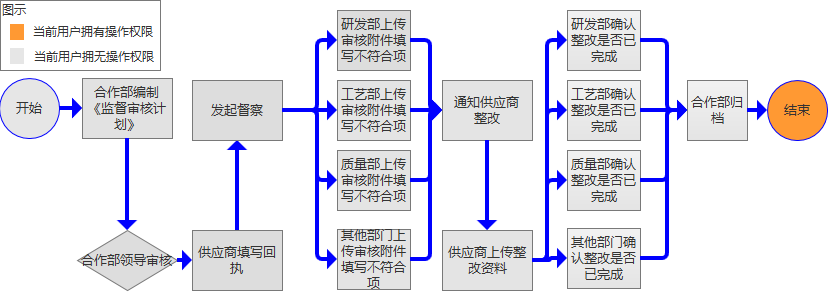 图示
当前用户拥有操作权限
当前用户拥无操作权限
开始
合作部编制
《监督审核计
划》
合作部领导审核
供应商填写回
执
发起督察
研发部上传
审核附件填
写不符合项
工艺部上传
审核附件填
写不符合项
质量部上传
审核附件填
写不符合项
其他部门上
传审核附件
填写不符合
项
通知供应商
整改
供应商上传整
改资料
研发部确认
整改是否已
完成
工艺部确认
整改是否已
完成
质量部确认
整改是否已
完成
其他部门确
认整改是否
已完成
合作部归
档
结束